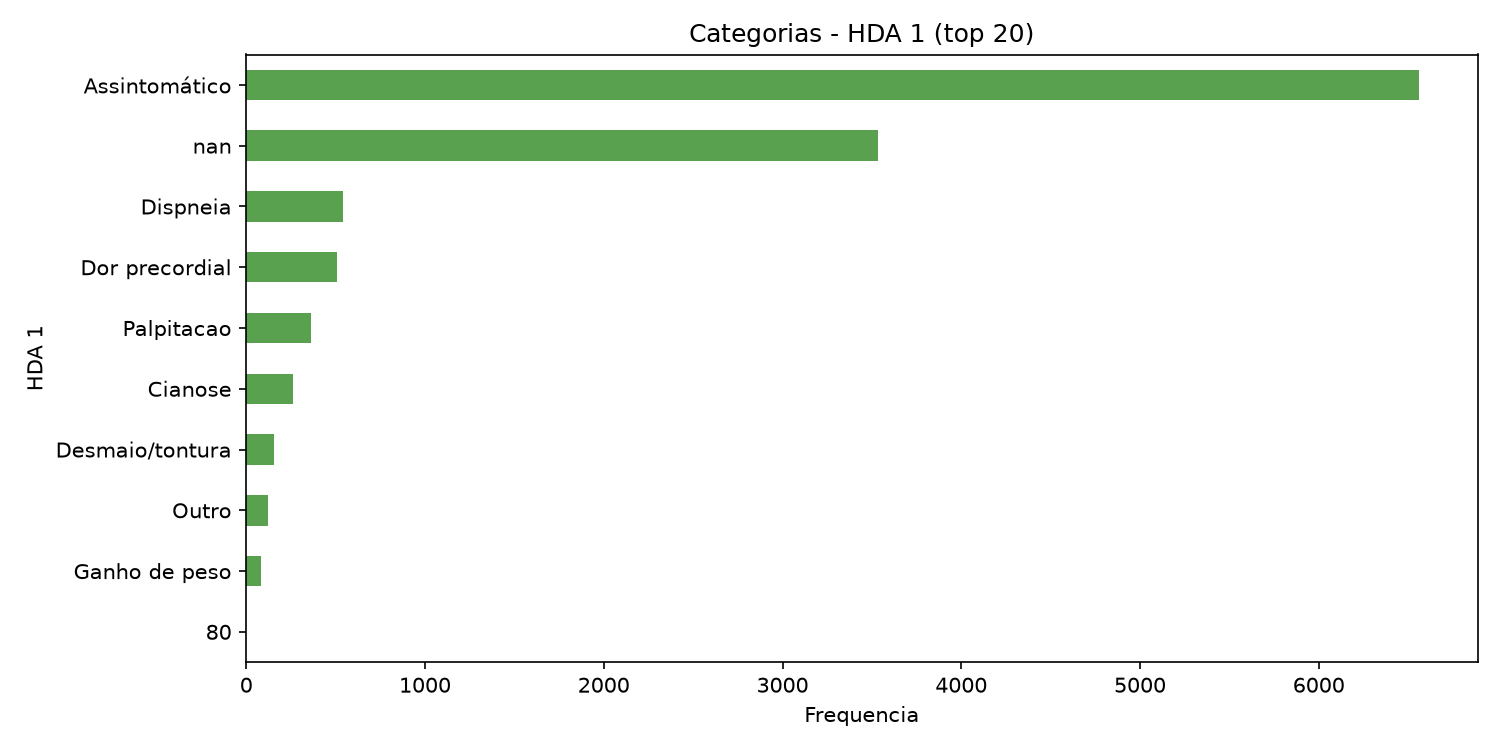 Categorias - HDA 1 (top 20)
Assintomático
nan
Dispneia
Dor precordial
Palpitacao
Cianose
Desmaio/tontura
Outro
Ganho de peso
80
HDA 1
0 1000 2000 3000 4000 5000 6000
Frequencia